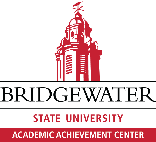 BRIDGEWATER
STATE UNIVERSITY
ACADEMIC ACHIEVEMENT CENTER